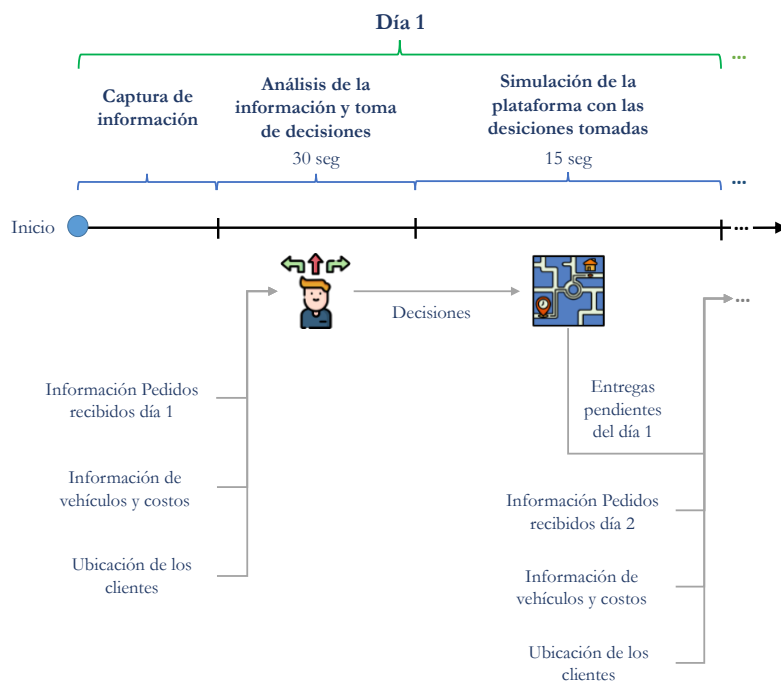 Día 1
...
Captura de
información
Análisis de la
información y toma
de decisiones
30 seg
Simulación de la
plataforma con las
desiciones tomadas
15 seg
...
Inicio
...
Decisiones
...
Información Pedidos
recibidos día 1
Información de
vehículos y costos
Ubicación de los
clientes
Entregas
pendientes
del día 1
Información Pedidos
recibidos día 2
Información de
vehículos y costos
Ubicación de los
clientes